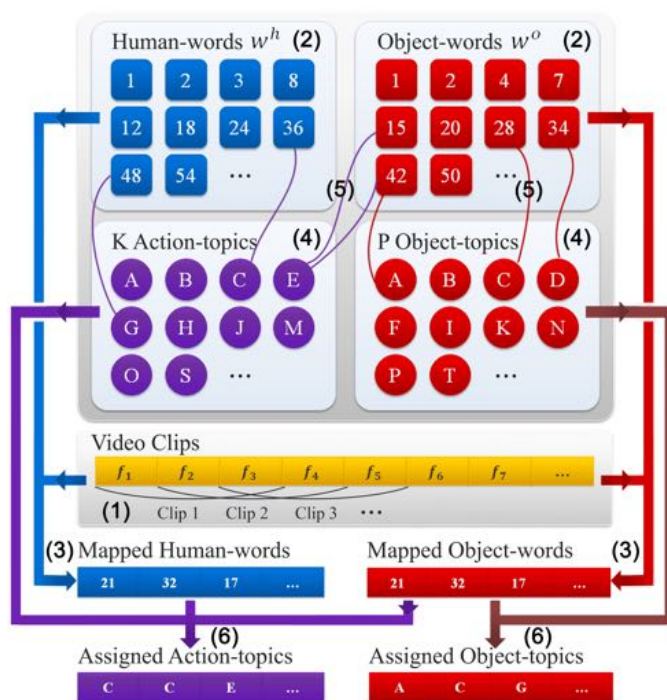 Human-words wʰ (2) Object-words wᵒ (2)
1 2 3 8 1 2 4 7
12 18 24 36 15 20 28 34
48 54 ... 42 50 ...
(5) (5)
K Action-topics (4) P Object-topics (4)
A B C E A B C D
G H J M F I K N
O S ... P T ...
Video Clips
f₁ f₂ f₃ f₄ f₅ f₆ f₇ ...
(1) Clip 1 Clip 2 Clip 3 ...
(3) Mapped Human-words Mapped Object-words (3)
21 32 17 ... 21 32 17 ...
(6) (6)
Assigned Action-topics Assigned Object-topics
C C E ... A C G ...